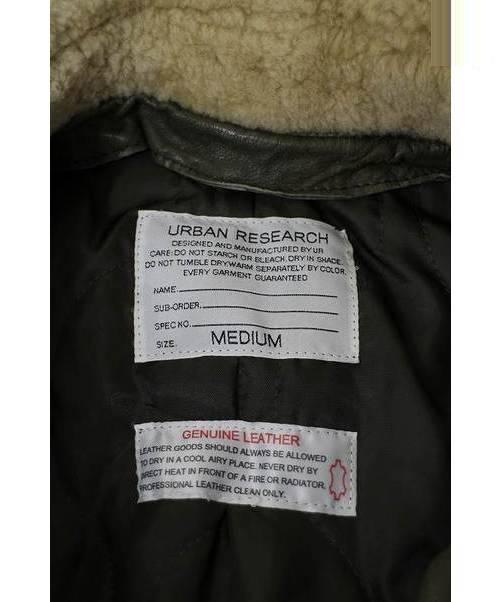 URBAN RESEARCH
DESIGNED AND MANUFACTURED BY UR
CARE: DO NOT STARCH OR BLEACH. DRY IN SHADE.
DO NOT TUMBLE DRY.WARM SEPARATELY BY COLOR.
EVERY GARMENT GUARANTEED
NAME.
SUB-ORDER.
SPEC NO.
SIZE. MEDIUM
GENUINE LEATHER
LEATHER GOODS SHOULD ALWAYS BE ALLOWED
TO DRY IN A COOL AIRY PLACE. NEVER DRY BY
DIRECT HEAT IN FRONT OF A FIRE OR RADIATOR.
PROFESSIONAL LEATHER CLEAN ONLY.